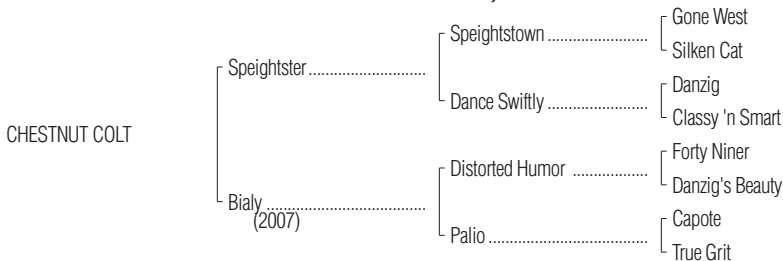 Gone West
Speightstown ..........................
Silken Cat
Speightster ..............................
Danzig
Dance Swiftly ..........................
Classy 'n Smart
CHESTNUT COLT
Forty Niner
Distorted Humor ...................
Danzig's Beauty
Bialy ........................................
(2007)
Capote
Palio .........................................
True Grit